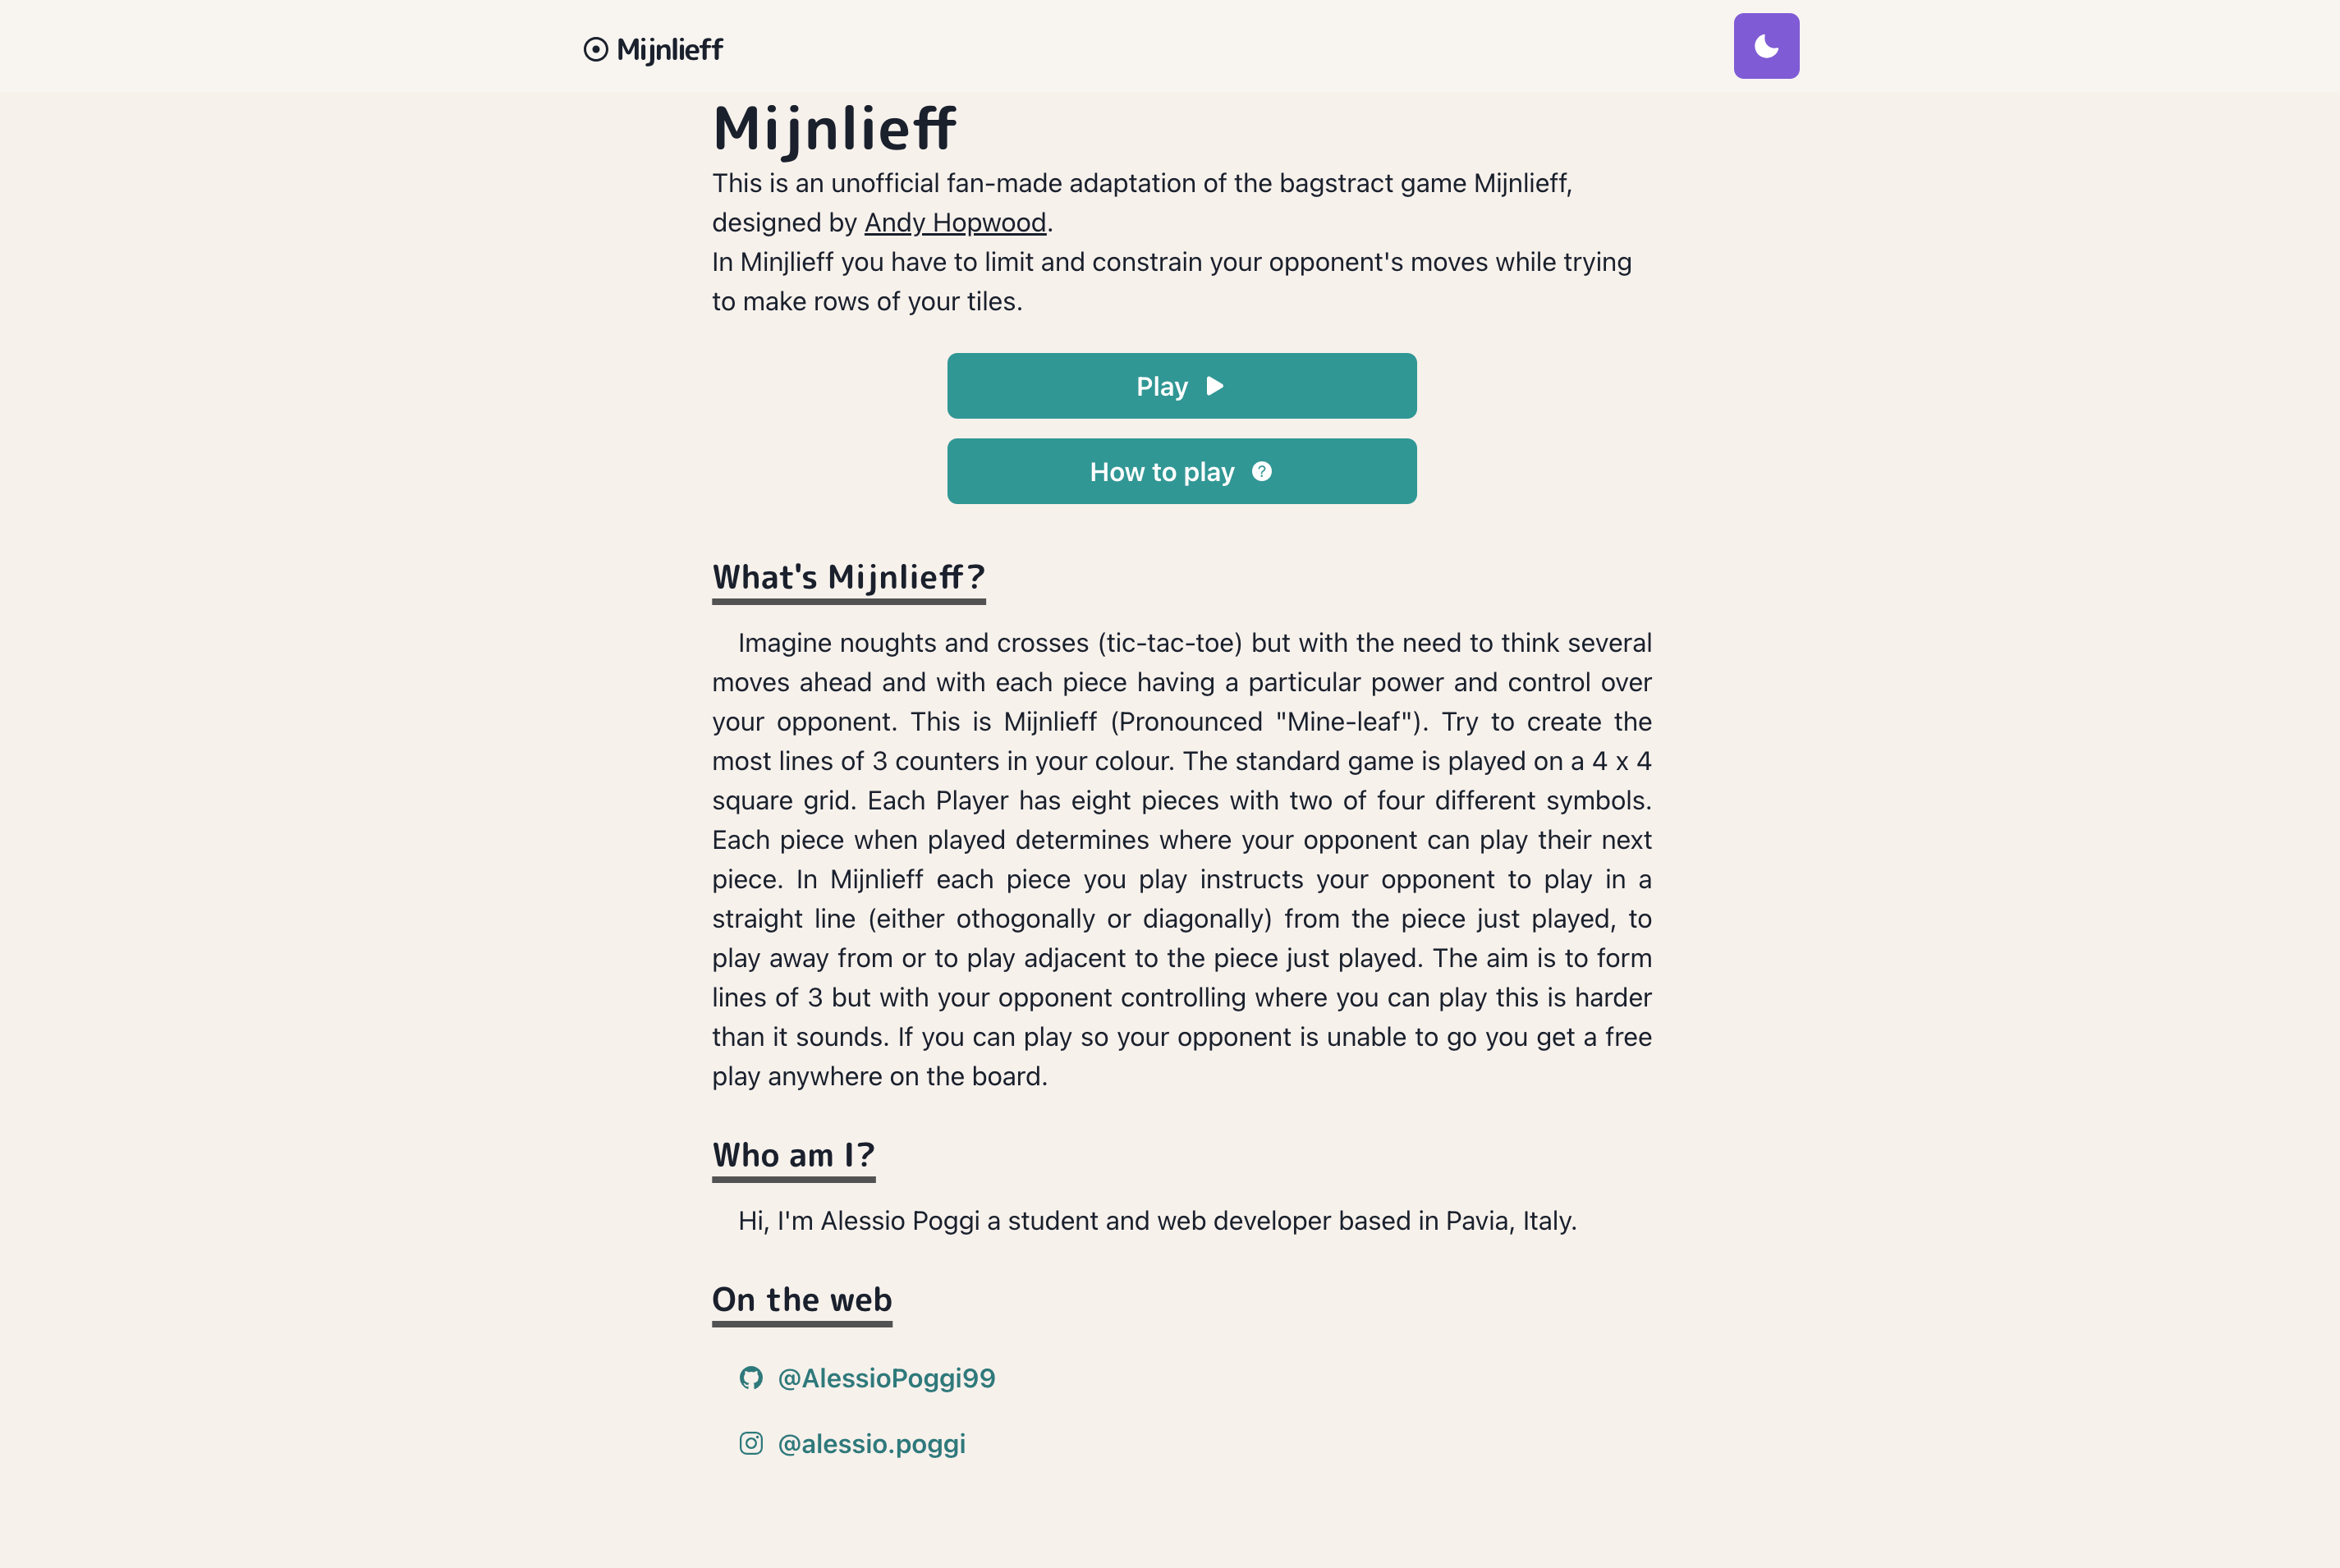 Mijnlieff
Mijnlieff
This is an unofficial fan-made adaptation of the bagstract game Mijnlieff,
designed by Andy Hopwood.
In Minjlieff you have to limit and constrain your opponent's moves while trying
to make rows of your tiles.
Play
How to play
What's Mijnlieff?
Imagine noughts and crosses (tic-tac-toe) but with the need to think several
moves ahead and with each piece having a particular power and control over
your opponent. This is Mijnlieff (Pronounced "Mine-leaf"). Try to create the
most lines of 3 counters in your colour. The standard game is played on a 4 x 4
square grid. Each Player has eight pieces with two of four different symbols.
Each piece when played determines where your opponent can play their next
piece. In Mijnlieff each piece you play instructs your opponent to play in a
straight line (either othogonally or diagonally) from the piece just played, to
play away from or to play adjacent to the piece just played. The aim is to form
lines of 3 but with your opponent controlling where you can play this is harder
than it sounds. If you can play so your opponent is unable to go you get a free
play anywhere on the board.
Who am I?
Hi, I'm Alessio Poggi a student and web developer based in Pavia, Italy.
On the web
@AlessioPoggi99
@alessio.poggi